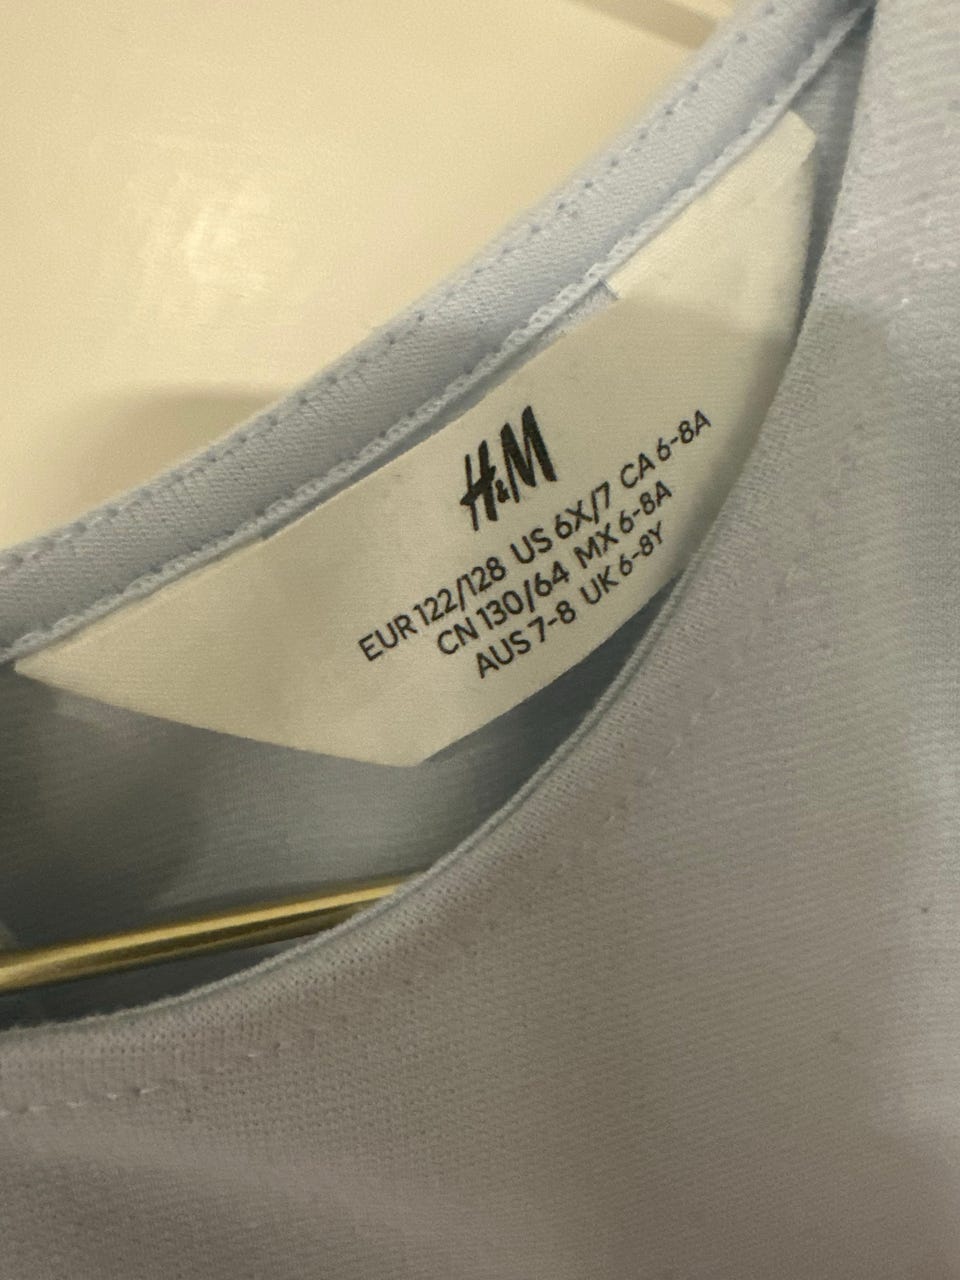 H&M
EUR 122/128 US 6X/7 CA 6-8A
CN 130/64 MX 6-8A
AUS 7-8 UK 6-8Y